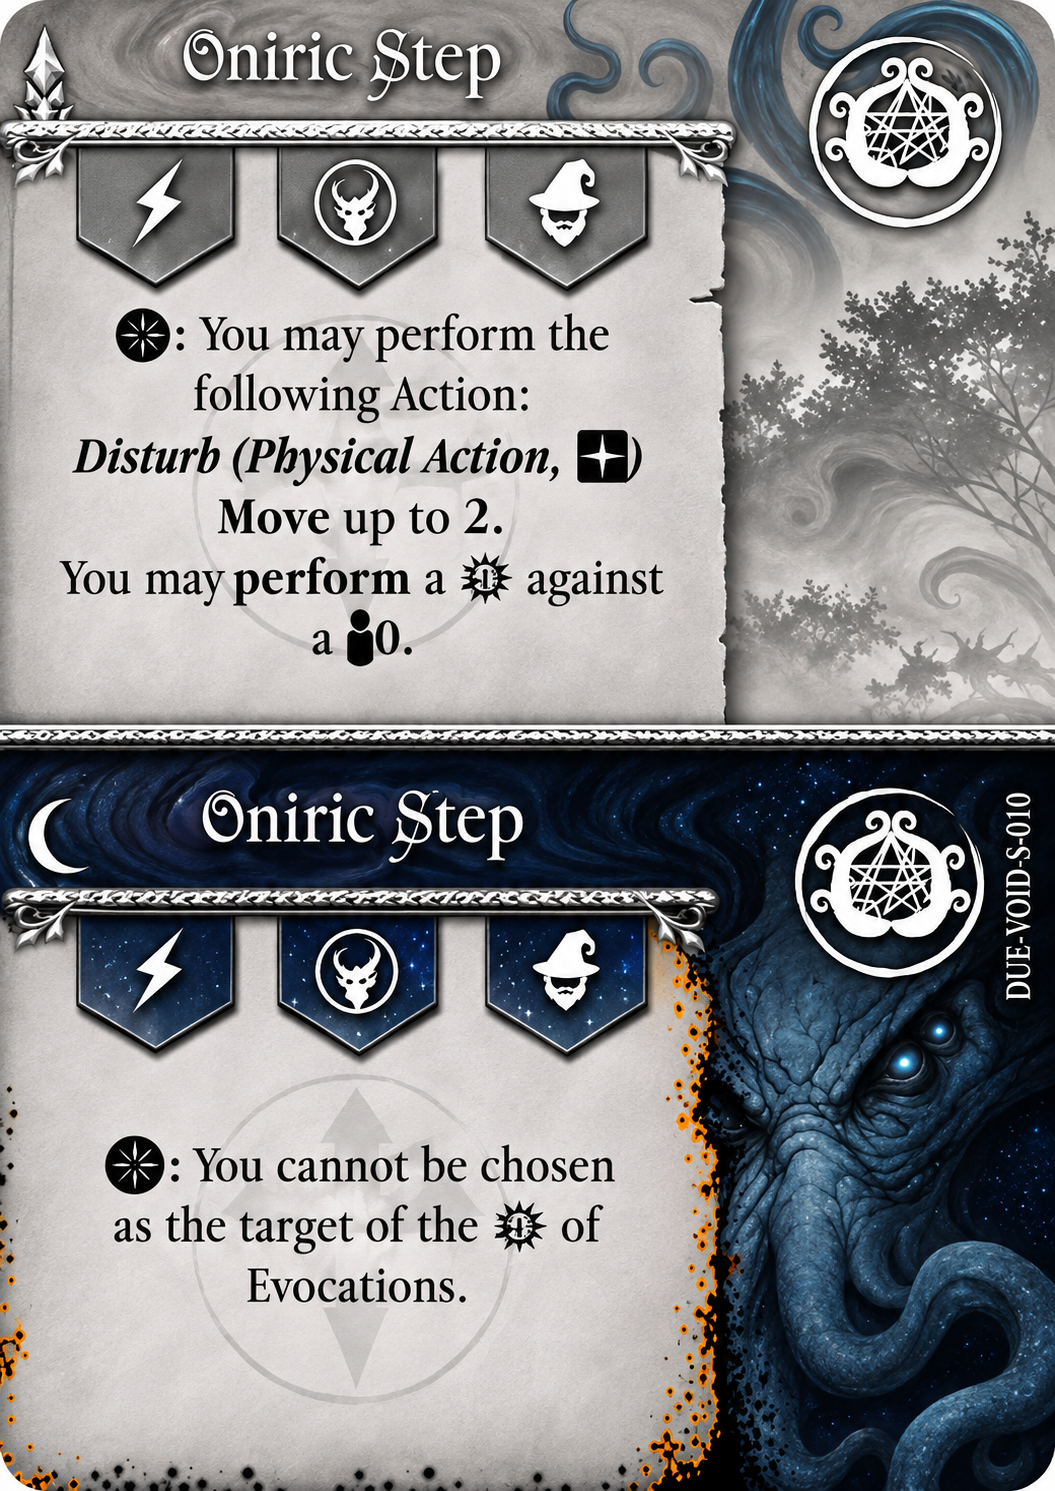 Oniric Step
: You may perform the
following Action:
Disturb (Physical Action, )
Move up to 2.
You may perform a against
a 0.
Oniric Step
DUE-VOID-S-010
: You cannot be chosen
as the target of the of
Evocations.